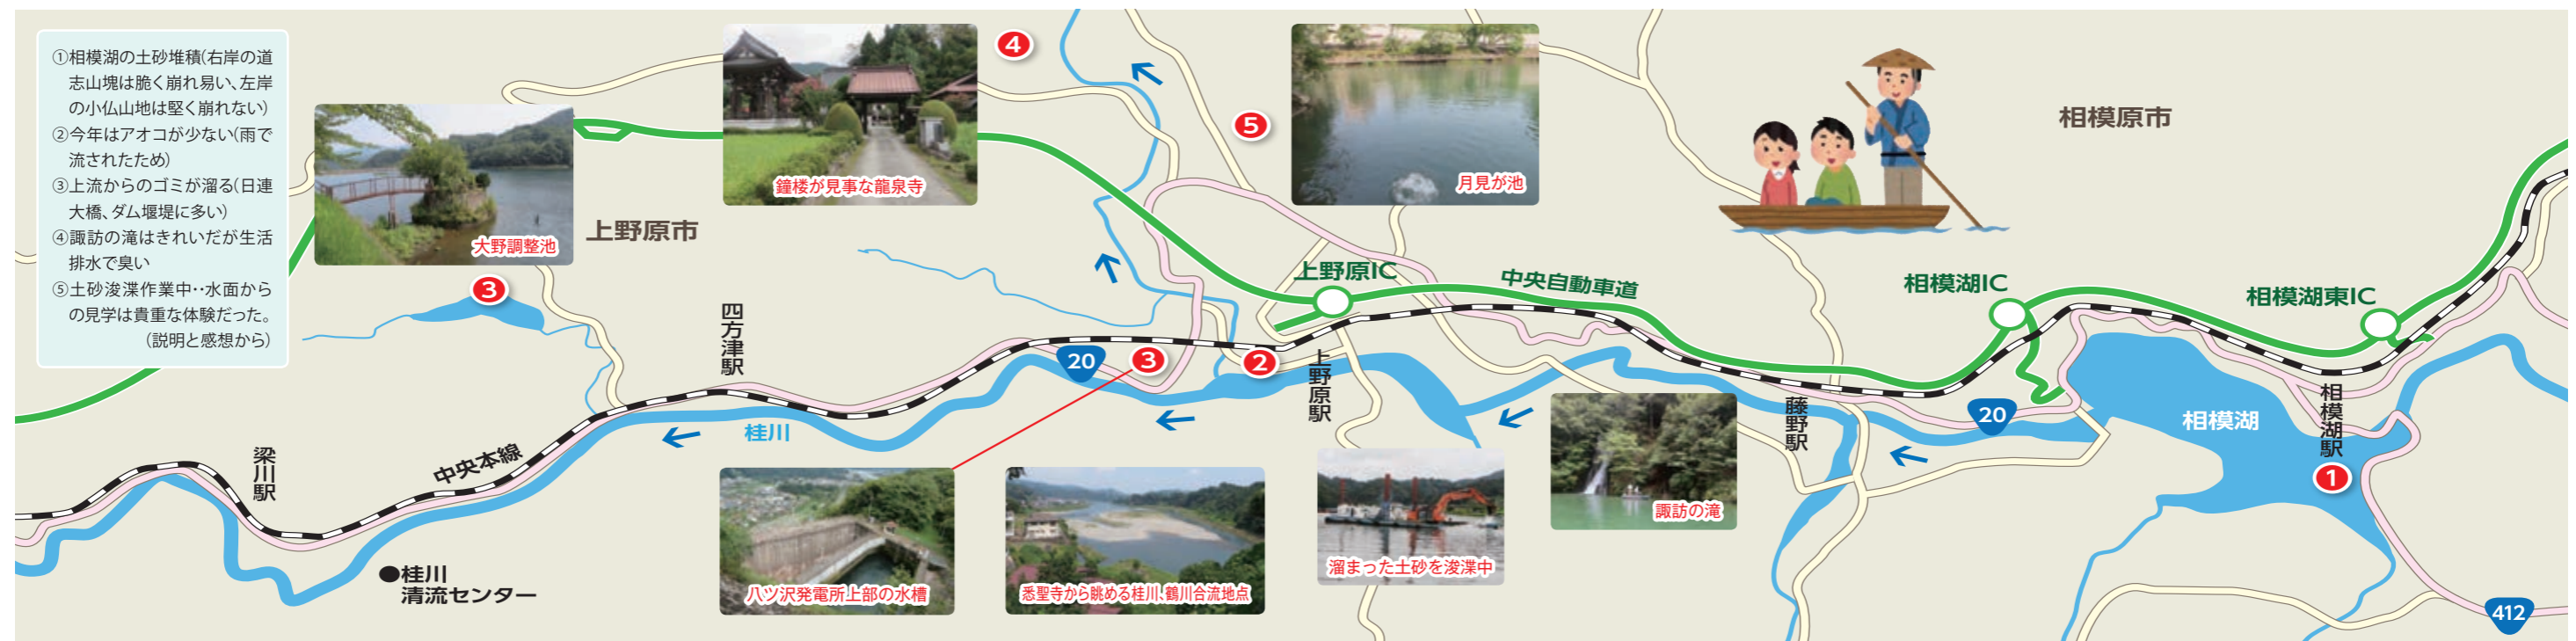 ①相模湖の土砂堆積(右岸の道
志山塊は脆く崩れ易い、左岸
の小仏山地は堅く崩れない)
②今年はアオコが少ない(雨で
流されたため)
③上流からのゴミが溜る(日連
大橋、ダム堰堤に多い)
④諏訪の滝はきれいだが生活
排水で臭い
⑤土砂浚渫作業中‥水面から
の見学は貴重な体験だった。
(説明と感想から)
大野調整池
3
上野原市
鐘楼が見事な龍泉寺
4
5
月見が池
相模原市
上野原IC
中央自動車道
相模湖IC
相模湖東IC
四方津駅
20
3
2
上野原駅
藤野駅
20
相模湖
相模湖駅
1
桂川
中央本線
梁川駅
桂川
清流センター
八ツ沢発電所上部の水槽
悉聖寺から眺める桂川、鶴川合流地点
溜まった土砂を浚渫中
諏訪の滝
412